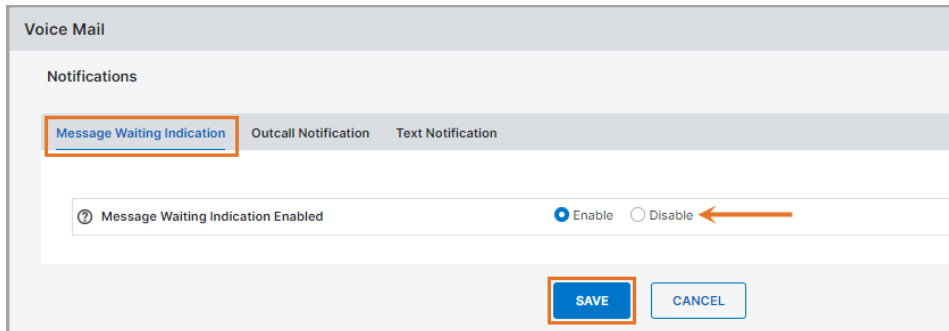 Voice Mail
Notifications
Message Waiting Indication Outcall Notification Text Notification
Message Waiting Indication Enabled Enable Disable
SAVE CANCEL